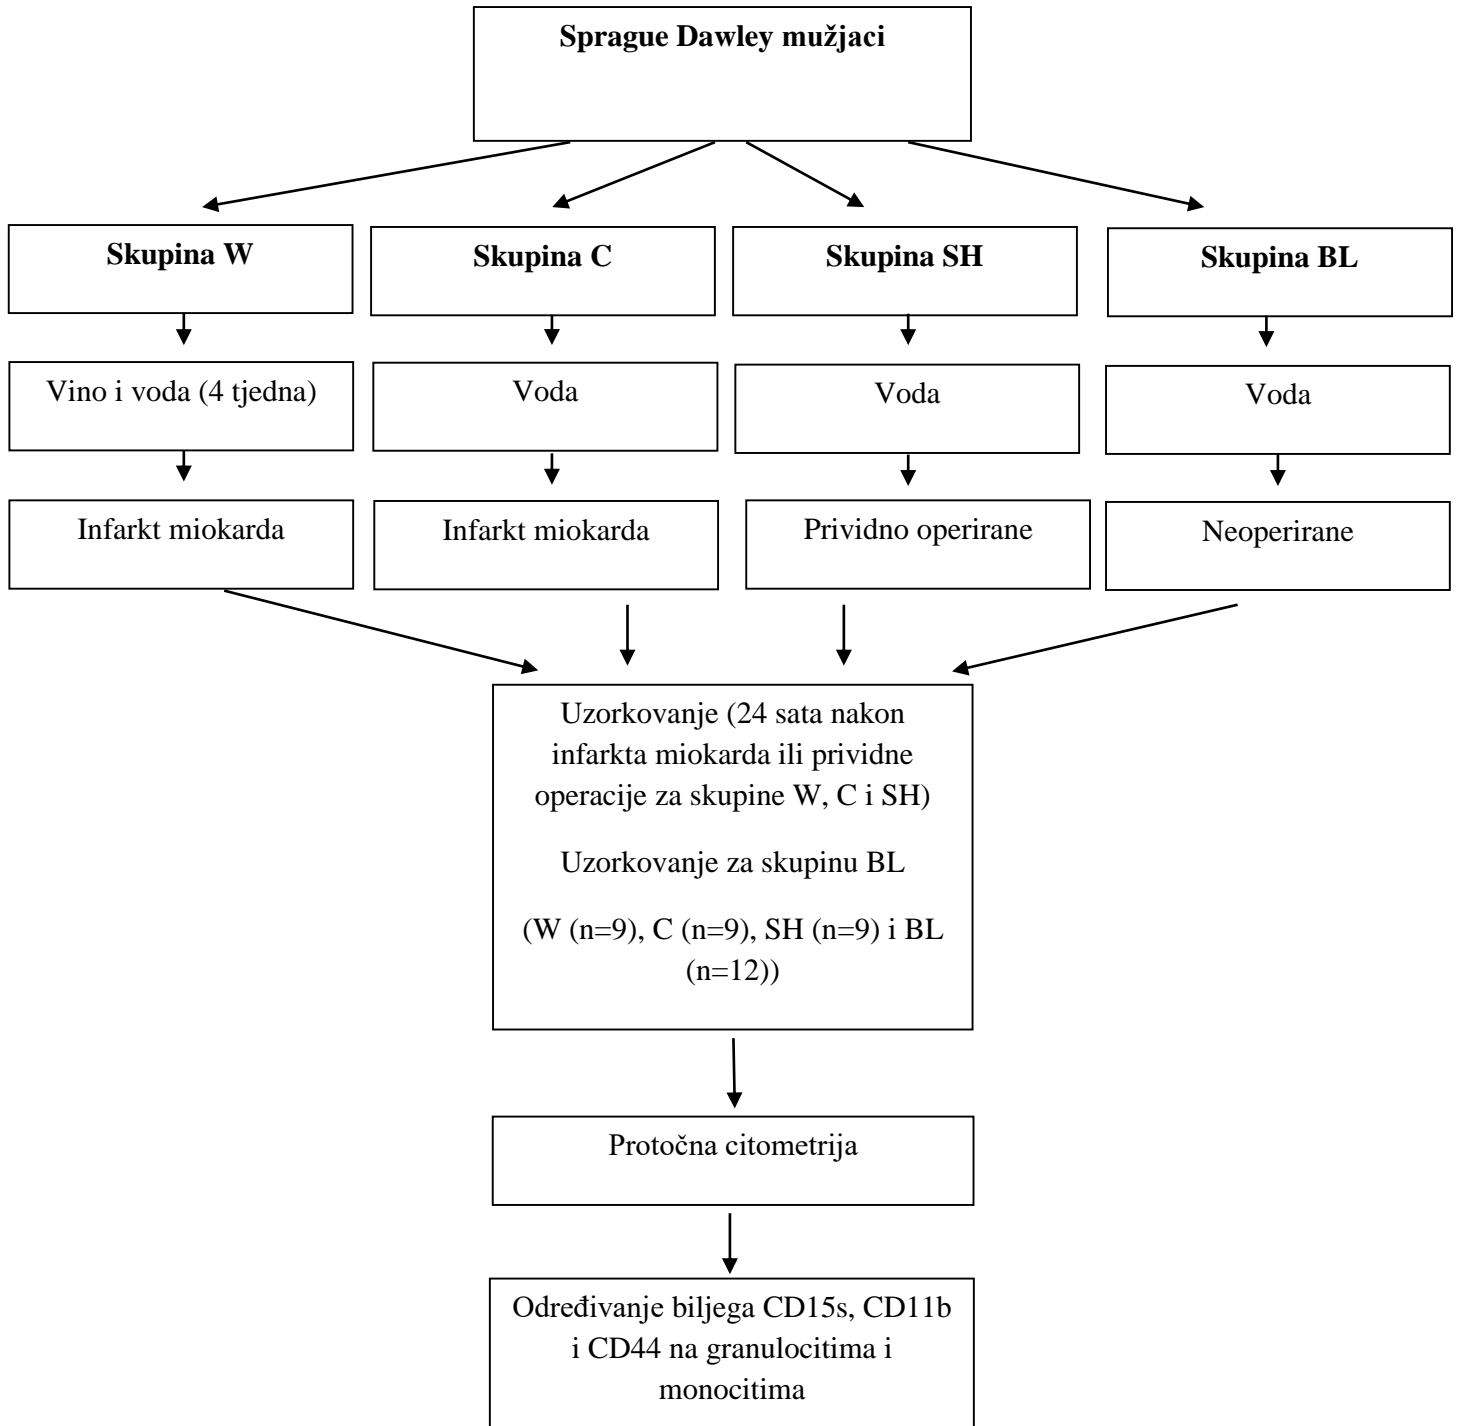 Sprague Dawley mužjaci
Skupina W
Skupina C
Skupina SH
Skupina BL
Vino i voda (4 tjedna)
Voda
Voda
Voda
Infarkt miokarda
Infarkt miokarda
Prividno operirane
Neoperirane
Uzorkovanje (24 sata nakon
infarkta miokarda ili prividne
operacije za skupine W, C i SH)
Uzorkovanje za skupinu BL
(W (n=9), C (n=9), SH (n=9) i BL
(n=12))
Protočna citometrija
Određivanje biljega CD15s, CD11b
i CD44 na granulocitima i
monocitima